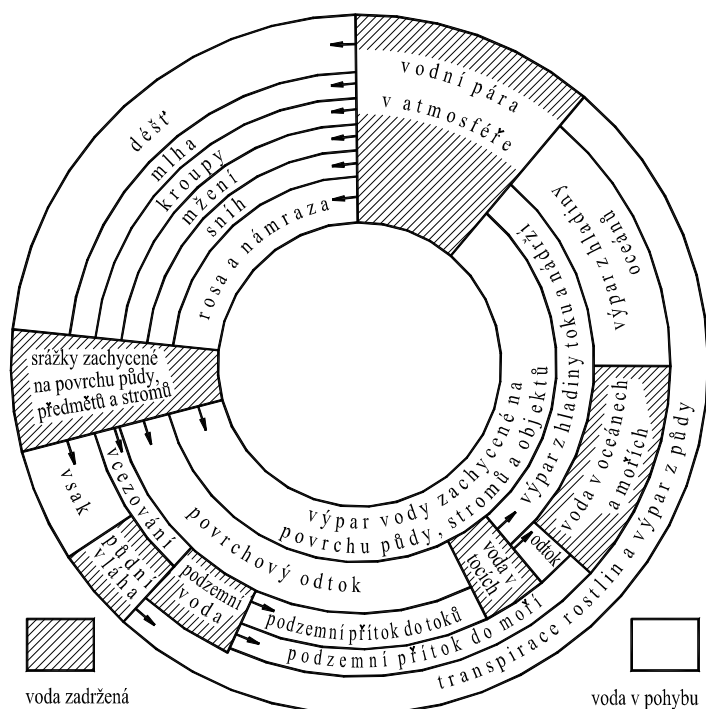 vodní pára
v atmosféře
déšť
mlha
kroupy
mžení
sníh
rosa a námraza
srážky zachycené
na povrchu půdy,
předmětů a stromů
výpar z hladiny
oceánů
výpar z hladiny toku a nádrží
výpar vody zachycené na
povrchu půdy, stromů a objektů
voda v oceánech
a mořích
vsak
vcezování
povrchový odtok
půdní
vláha
podzemní
voda
voda v
tocích
odtok
podzemní přítok do toků
podzemní přítok do moří
transpirace rostlin a výpar z půdy
voda zadržená
voda v pohybu